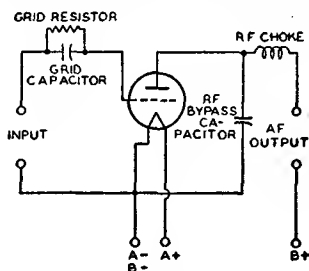 GRID RESISTOR
GRID
CAPACITOR
RF CHOKE
RF
BYPASS
CA-
PACITOR
INPUT
AF
OUTPUT
A-
B-
A+
B+